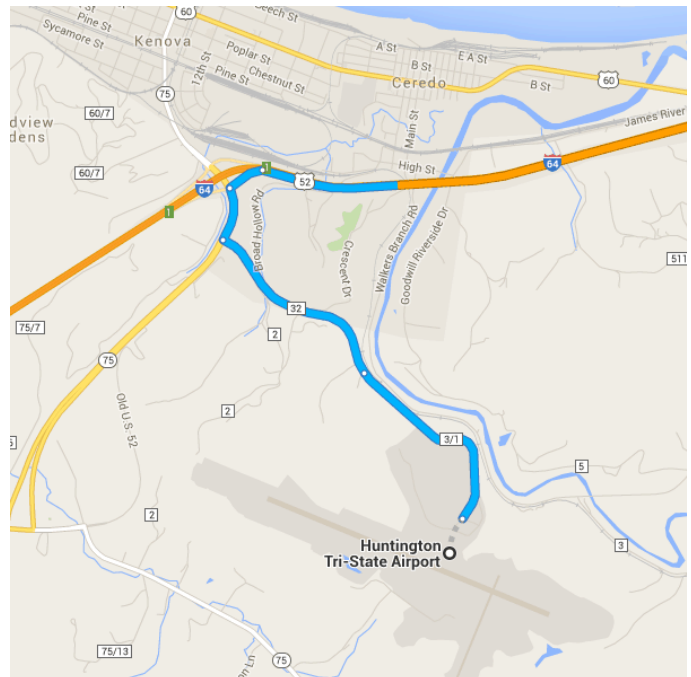 60
Beech St
Pine St
Sycamore St
Kenova
Poplar St
Chestnut St
12th St
Pine St
A St
E A St
B St
B St
Ceredo
60
75
60/7
Main St
James River
High St
64
1
52
64
60/7
1
Broad Hollow Rd
Walkers Branch Rd
Goodwill Riverside Dr
Crescent Dr
511
75/7
32
2
75
Old U.S. 52
2
3/1
5
2
3
Huntington
Tri-State Airport
75/13
75